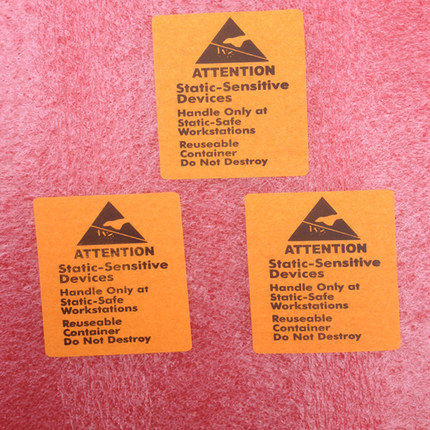 ATTENTION
Static-Sensitive
Devices
Handle Only at
Static-Safe
Workstations
Reuseable
Container
Do Not Destroy
ATTENTION
Static-Sensitive
Devices
Handle Only at
Static-Safe
Workstations
Reuseable
Container
Do Not Destroy
ATTENTION
Static-Sensitive
Devices
Handle Only at
Static-Safe
Workstations
Reuseable
Container
Do Not Destroy